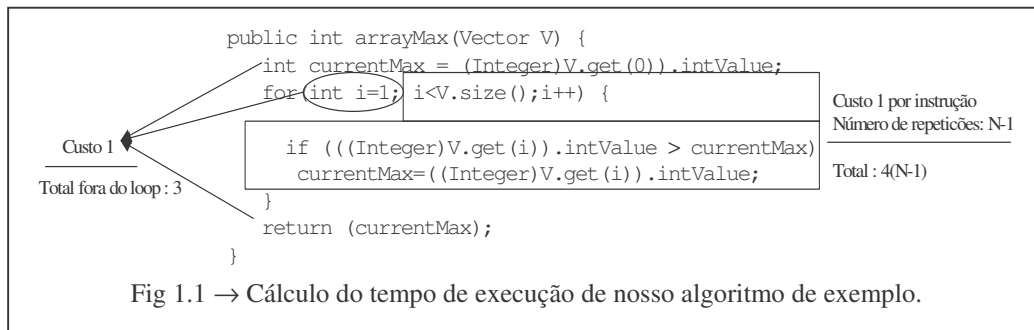 public int arrayMax(Vector V) {
int currentMax = (Integer)V.get(0)).intValue;
for(int i=1; i<V.size();i++) {
if (((Integer)V.get(i)).intValue > currentMax)
currentMax=((Integer)V.get(i)).intValue;
}
return (currentMax);
}
Custo 1
Total fora do loop : 3
Custo 1 por instrução
Número de repeticões: N-1
Total : 4(N-1)
Fig 1.1 → Cálculo do tempo de execução de nosso algoritmo de exemplo.